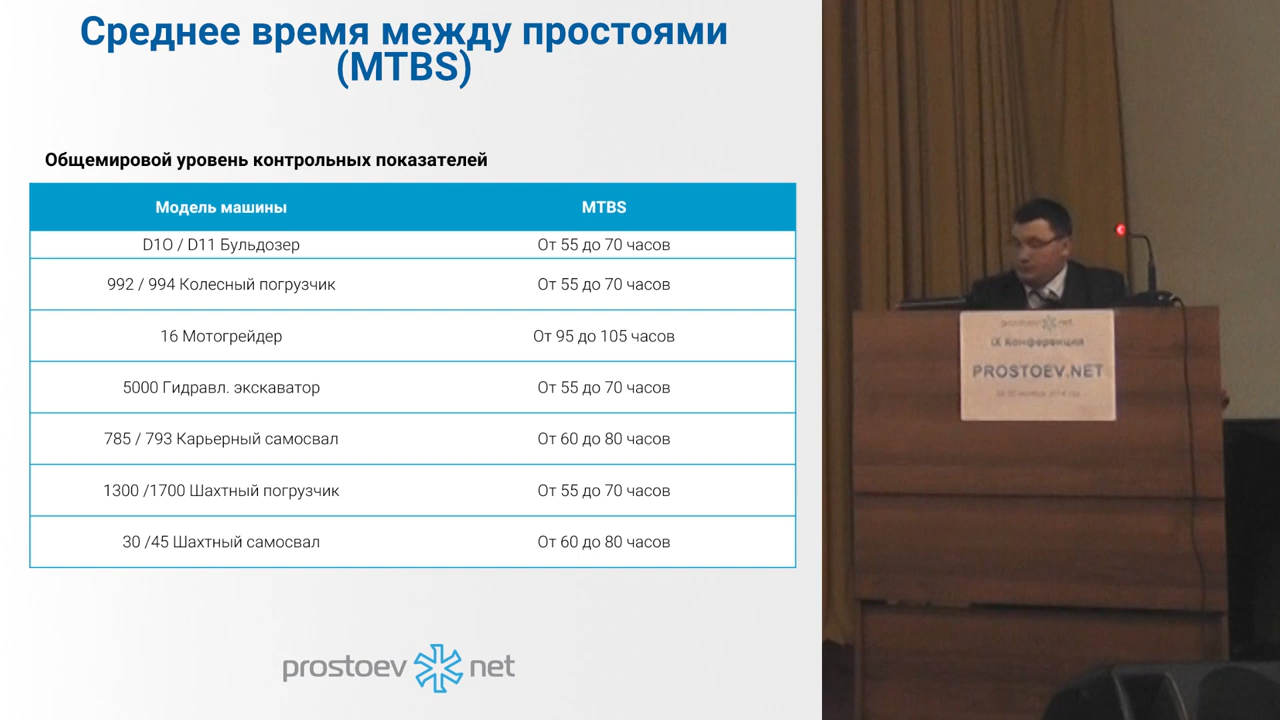 Среднее время между простоями
(MTBS)
Общемировой уровень контрольных показателей
Модель машины MTBS
D1O / D11 Бульдозер От 55 до 70 часов
992 / 994 Колесный погрузчик От 55 до 70 часов
16 Мотогрейдер От 95 до 105 часов
5000 Гидравл. экскаватор От 55 до 70 часов
785 / 793 Карьерный самосвал От 60 до 80 часов
1300 /1700 Шахтный погрузчик От 55 до 70 часов
30 /45 Шахтный самосвал От 60 до 80 часов
prostoev net
prostoev net
IX Конференция
PROSTOEV.NET